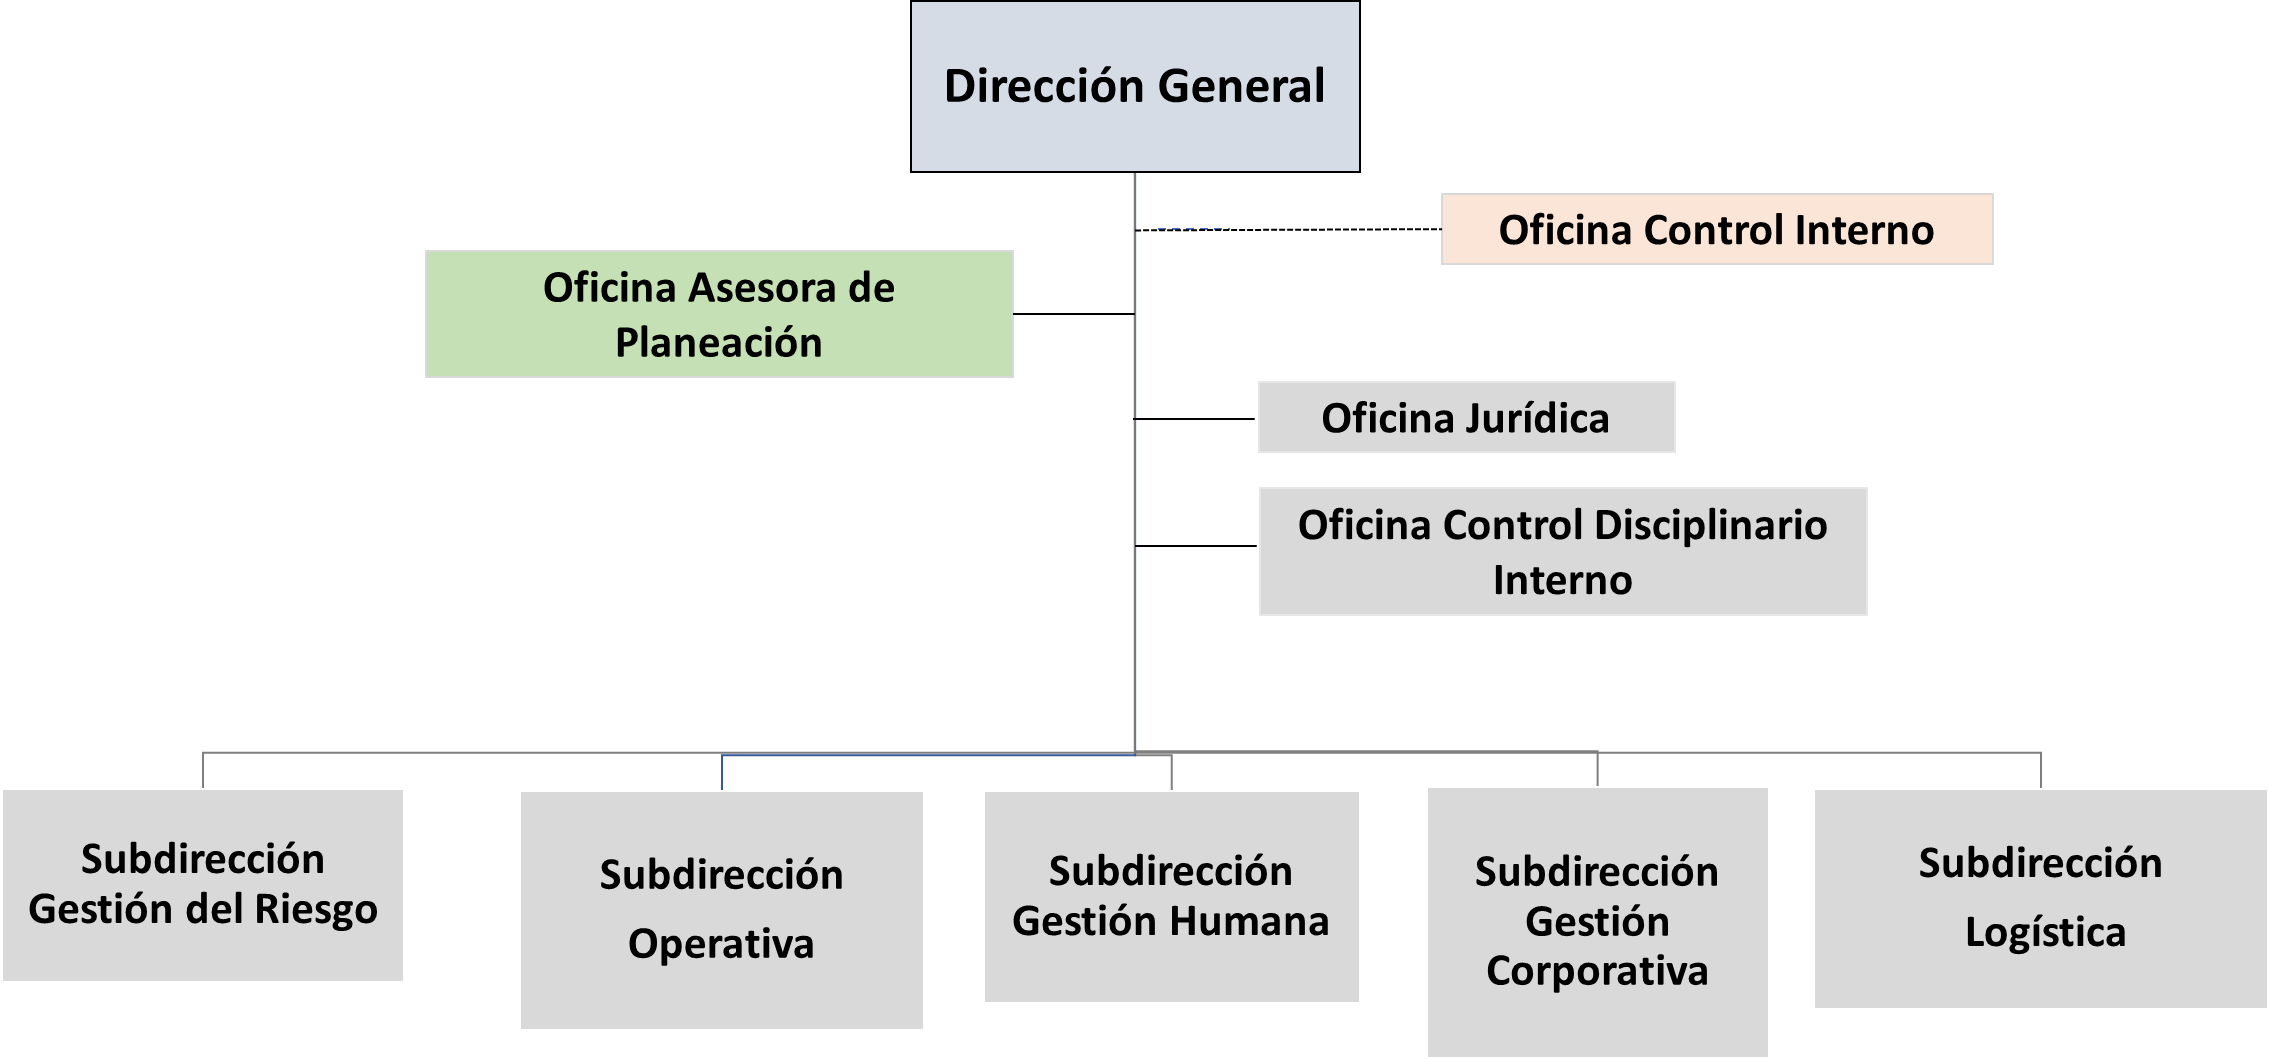 Dirección General
Oficina Control Interno
Oficina Asesora de
Planeación
Oficina Jurídica
Oficina Control Disciplinario
Interno
Subdirección
Gestión del Riesgo
Subdirección
Operativa
Subdirección
Gestión Humana
Subdirección
Gestión
Corporativa
Subdirección
Logística